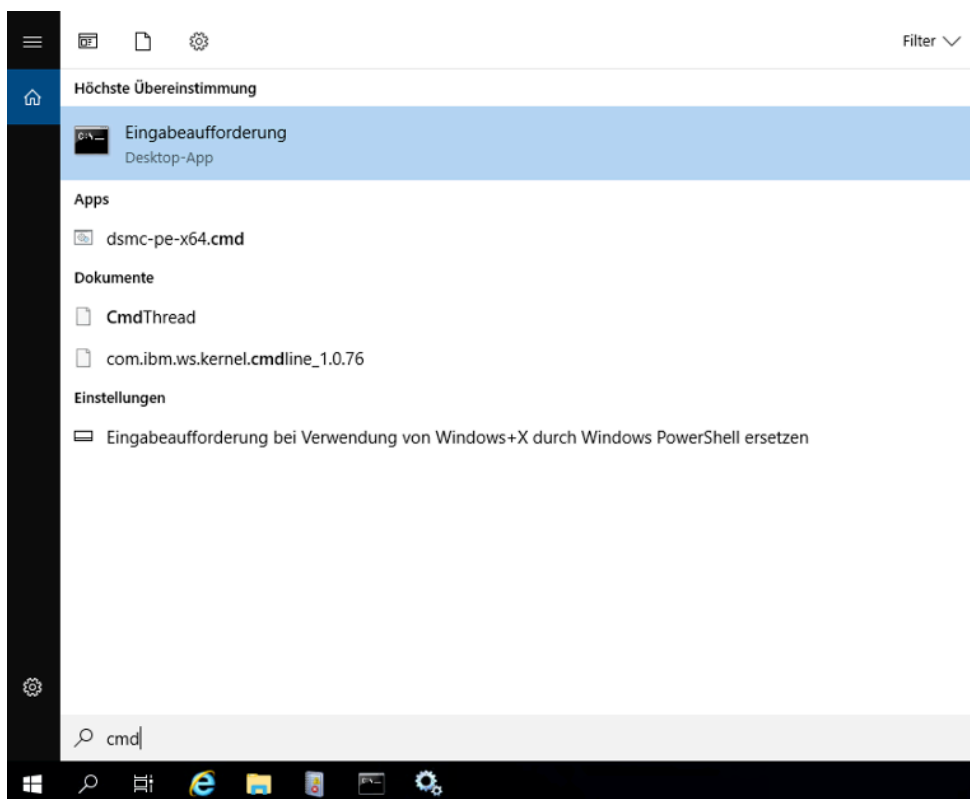 Filter
Höchste Übereinstimmung
Eingabeaufforderung
Desktop-App
Apps
dsmc-pe-x64.cmd
Dokumente
CmdThread
com.ibm.ws.kernel.cmdline_1.0.76
Einstellungen
Eingabeaufforderung bei Verwendung von Windows+X durch Windows PowerShell ersetzen
cmd